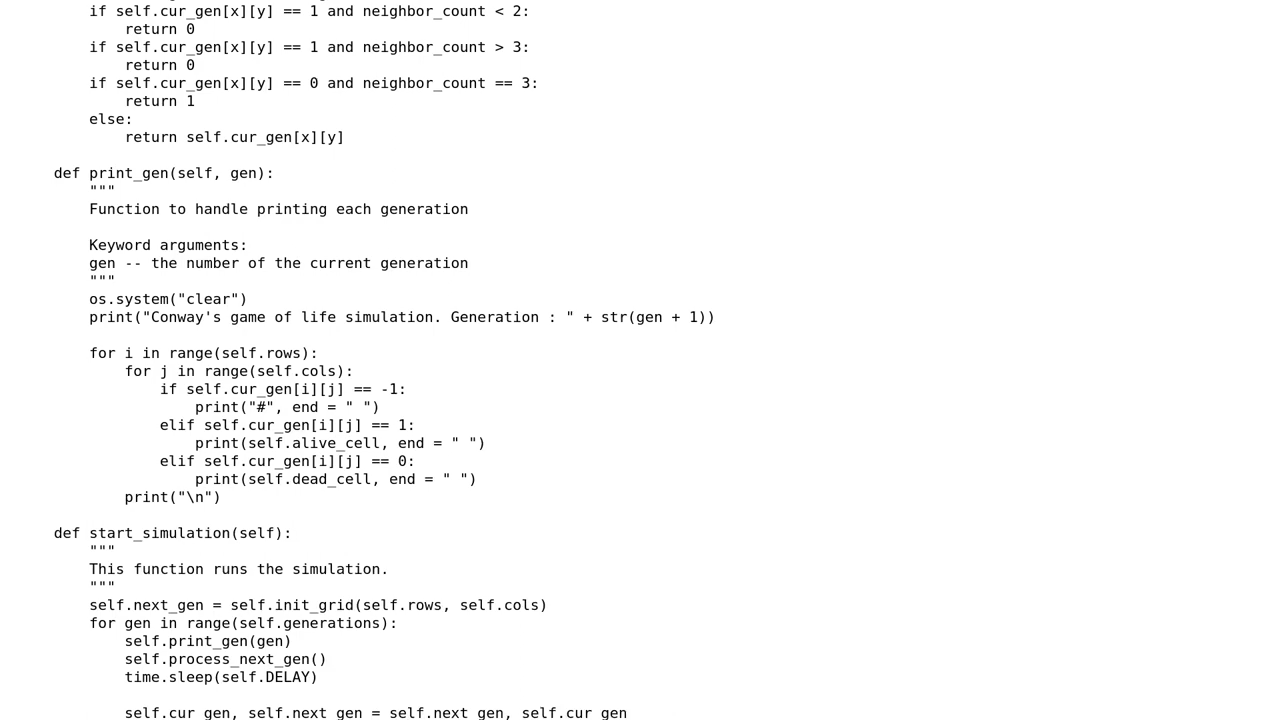 if self.cur_gen[x][y] == 1 and neighbor_count < 2:
    return 0
if self.cur_gen[x][y] == 1 and neighbor_count > 3:
    return 0
if self.cur_gen[x][y] == 0 and neighbor_count == 3:
    return 1
else:
    return self.cur_gen[x][y]

def print_gen(self, gen):
    """
    Function to handle printing each generation

    Keyword arguments:
    gen -- the number of the current generation
    """
    os.system("clear")
    print("Conway's game of life simulation. Generation : " + str(gen + 1))

    for i in range(self.rows):
        for j in range(self.cols):
            if self.cur_gen[i][j] == -1:
                print("#", end = " ")
            elif self.cur_gen[i][j] == 1:
                print(self.alive_cell, end = " ")
            elif self.cur_gen[i][j] == 0:
                print(self.dead_cell, end = " ")
        print("\n")

def start_simulation(self):
    """
    This function runs the simulation.
    """
    self.next_gen = self.init_grid(self.rows, self.cols)
    for gen in range(self.generations):
        self.print_gen(gen)
        self.process_next_gen()
        time.sleep(self.DELAY)

        self.cur_gen, self.next_gen = self.next_gen, self.cur_gen